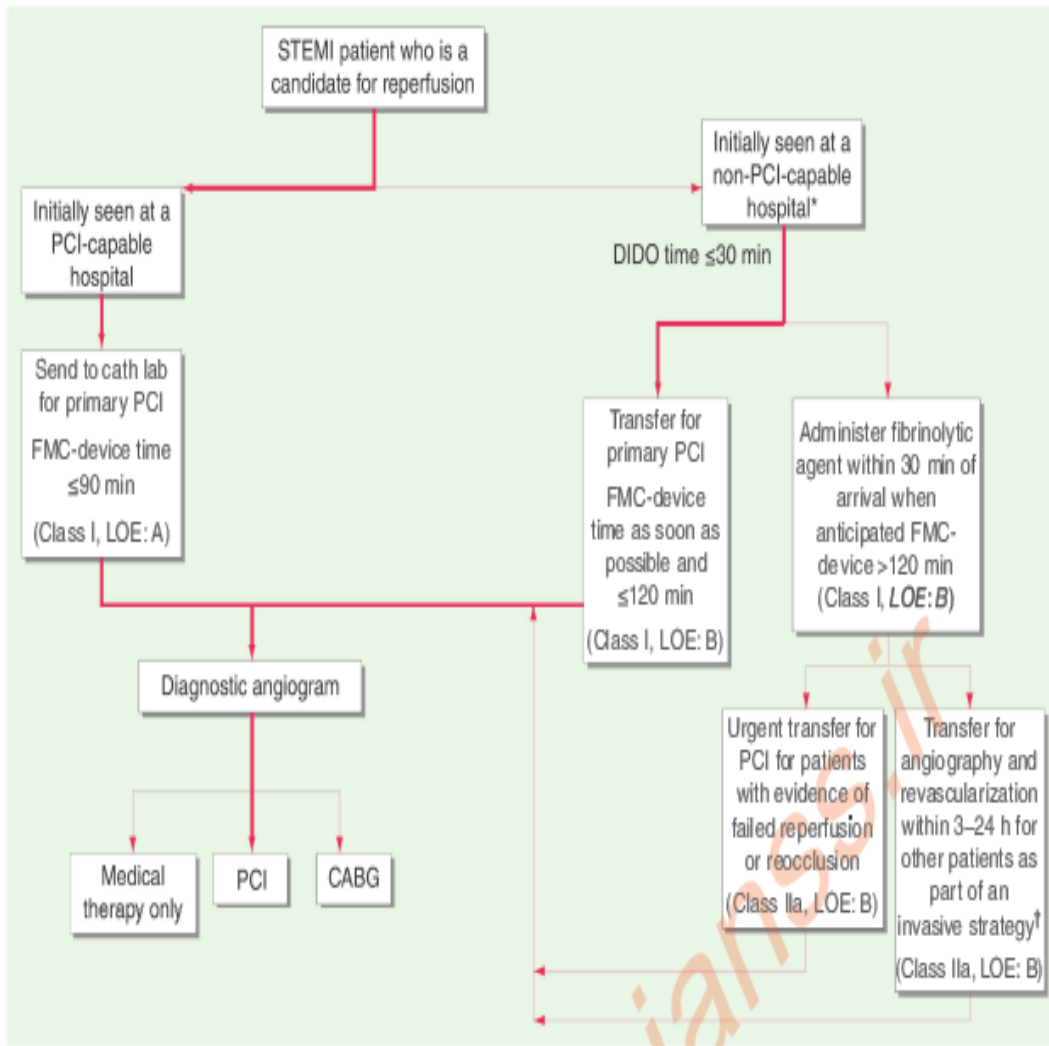 STEMI patient who is a
candidate for reperfusion
Initially seen at a
non-PCI-capable
hospital*
Initially seen at a
PCI-capable
hospital
DIDO time ≤30 min
Send to cath lab
for primary PCI
FMC-device time
≤90 min
(Class I, LOE: A)
Transfer for
primary PCI
FMC-device
time as soon as
possible and
≤120 min
(Class I, LOE: B)
Administer fibrinolytic
agent within 30 min of
arrival when
anticipated FMC-
device >120 min
(Class I, LOE: B)
Diagnostic angiogram
Urgent transfer for
PCI for patients
with evidence of
failed reperfusion
or reocclusion
(Class IIa, LOE: B)
Transfer for
angiography and
revascularization
within 3–24 h for
other patients as
part of an
invasive strategy†
(Class IIa, LOE: B)
Medical
therapy only
PCI
CABG
ianss.ir